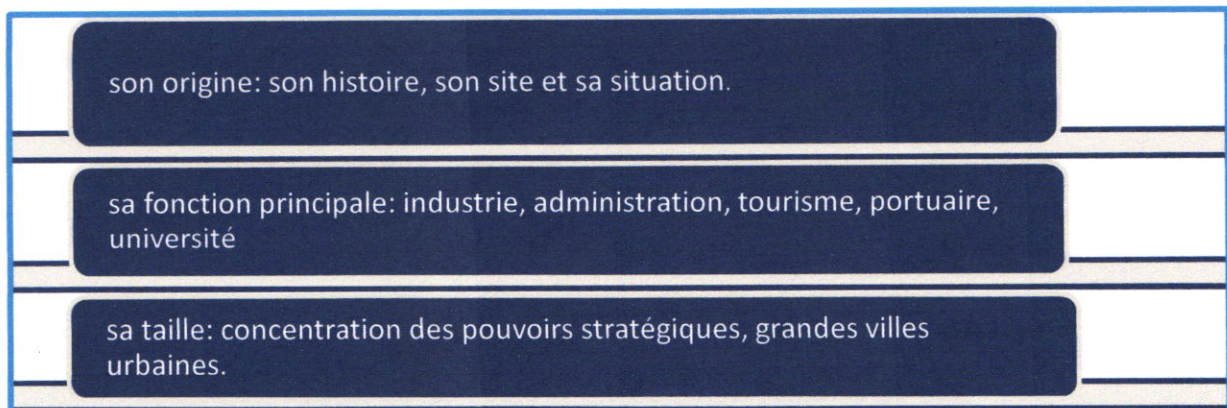 son origine: son histoire, son site et sa situation.
sa fonction principale: industrie, administration, tourisme, portuaire,
université
sa taille: concentration des pouvoirs stratégiques, grandes villes
urbaines.